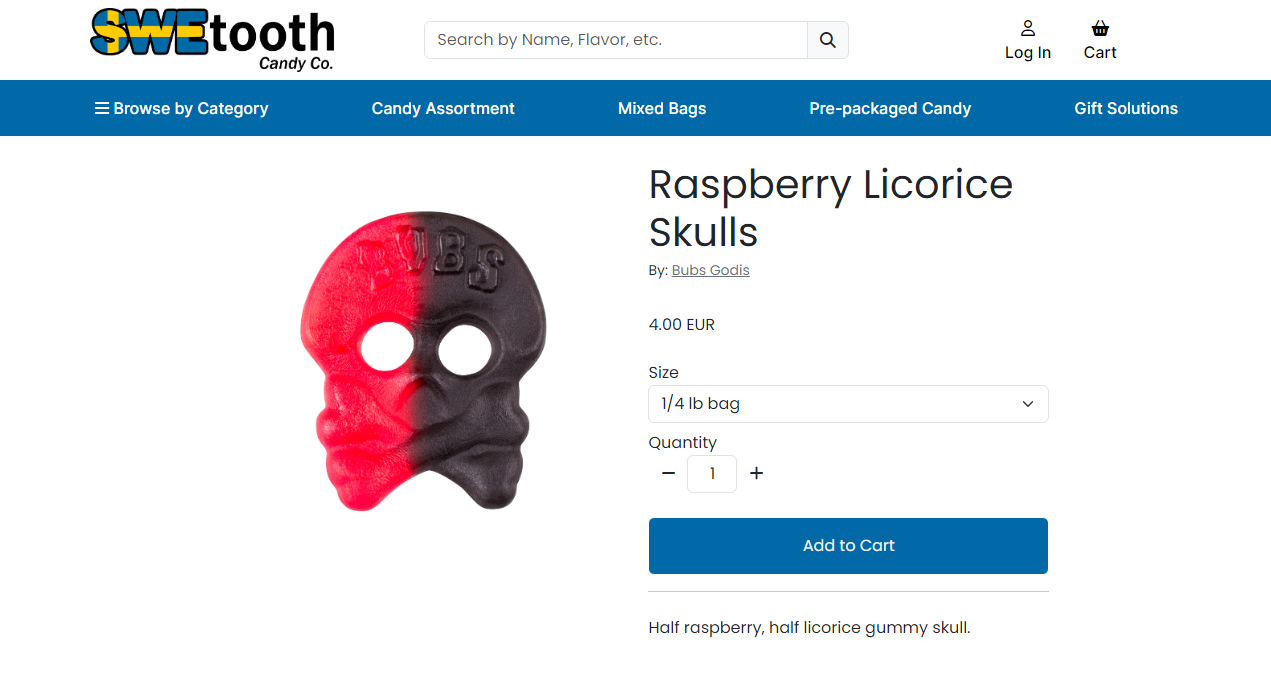 SWEtooth
Candy Co.
Search by Name, Flavor, etc.
Log In
Cart
Browse by Category
Candy Assortment
Mixed Bags
Pre-packaged Candy
Gift Solutions
BUBS
Raspberry Licorice
Skulls
By: Bubs Godis
4.00 EUR
Size
1/4 lb bag
Quantity
− 1 +
Add to Cart
Half raspberry, half licorice gummy skull.